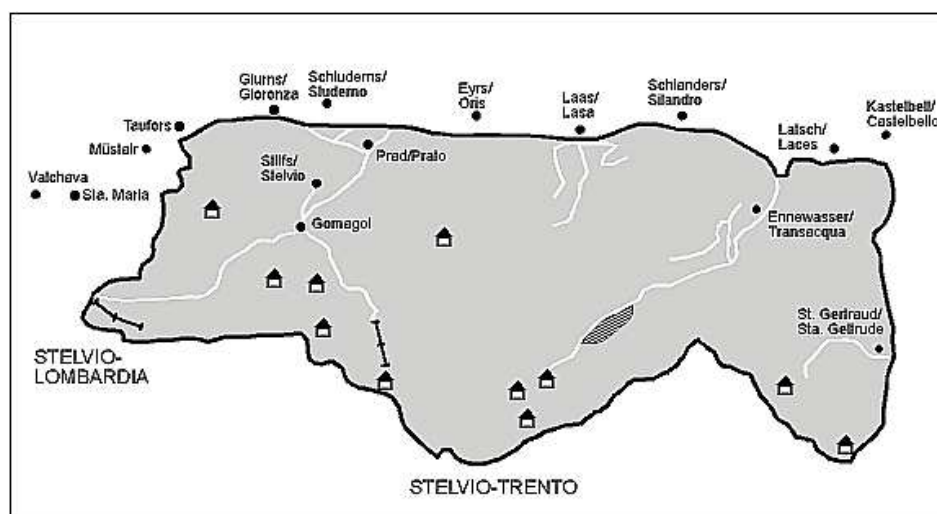 Glurns/
Glorenza
Schluderns/
Sluderno
Eyrs/
Oris
Laas/
Lasa
Schlanders/
Silandro
Kastelbell/
Castelbello
Latsch/
Laces
Taufers
Müstair
Valchava
Sta. Maria
Prad/Prato
Stilfs/
Stelvio
Gomagoi
Ennewasser/
Transacqua
St. Gertraud/
Sta. Geltrude
STELVIO-
LOMBARDIA
STELVIO-TRENTO